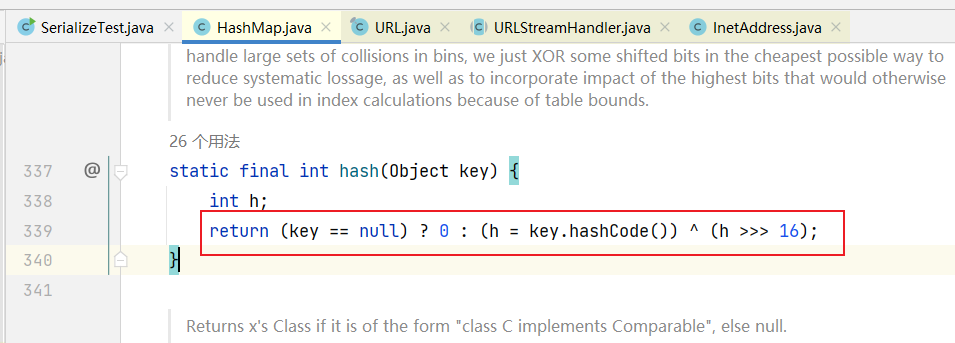 SerializeTest.java × HashMap.java × URL.java × URLStreamHandler.java × InetAddress.java ×
handle large sets of collisions in bins, we just XOR some shifted bits in the cheapest possible way to
reduce systematic lossage, as well as to incorporate impact of the highest bits that would otherwise
never be used in index calculations because of table bounds.
26 个用法
337 @ static final int hash(Object key) {
338 int h;
339 return (key == null) ? 0 : (h = key.hashCode()) ^ (h >>> 16);
340 }
341
Returns x's Class if it is of the form "class C implements Comparable", else null.